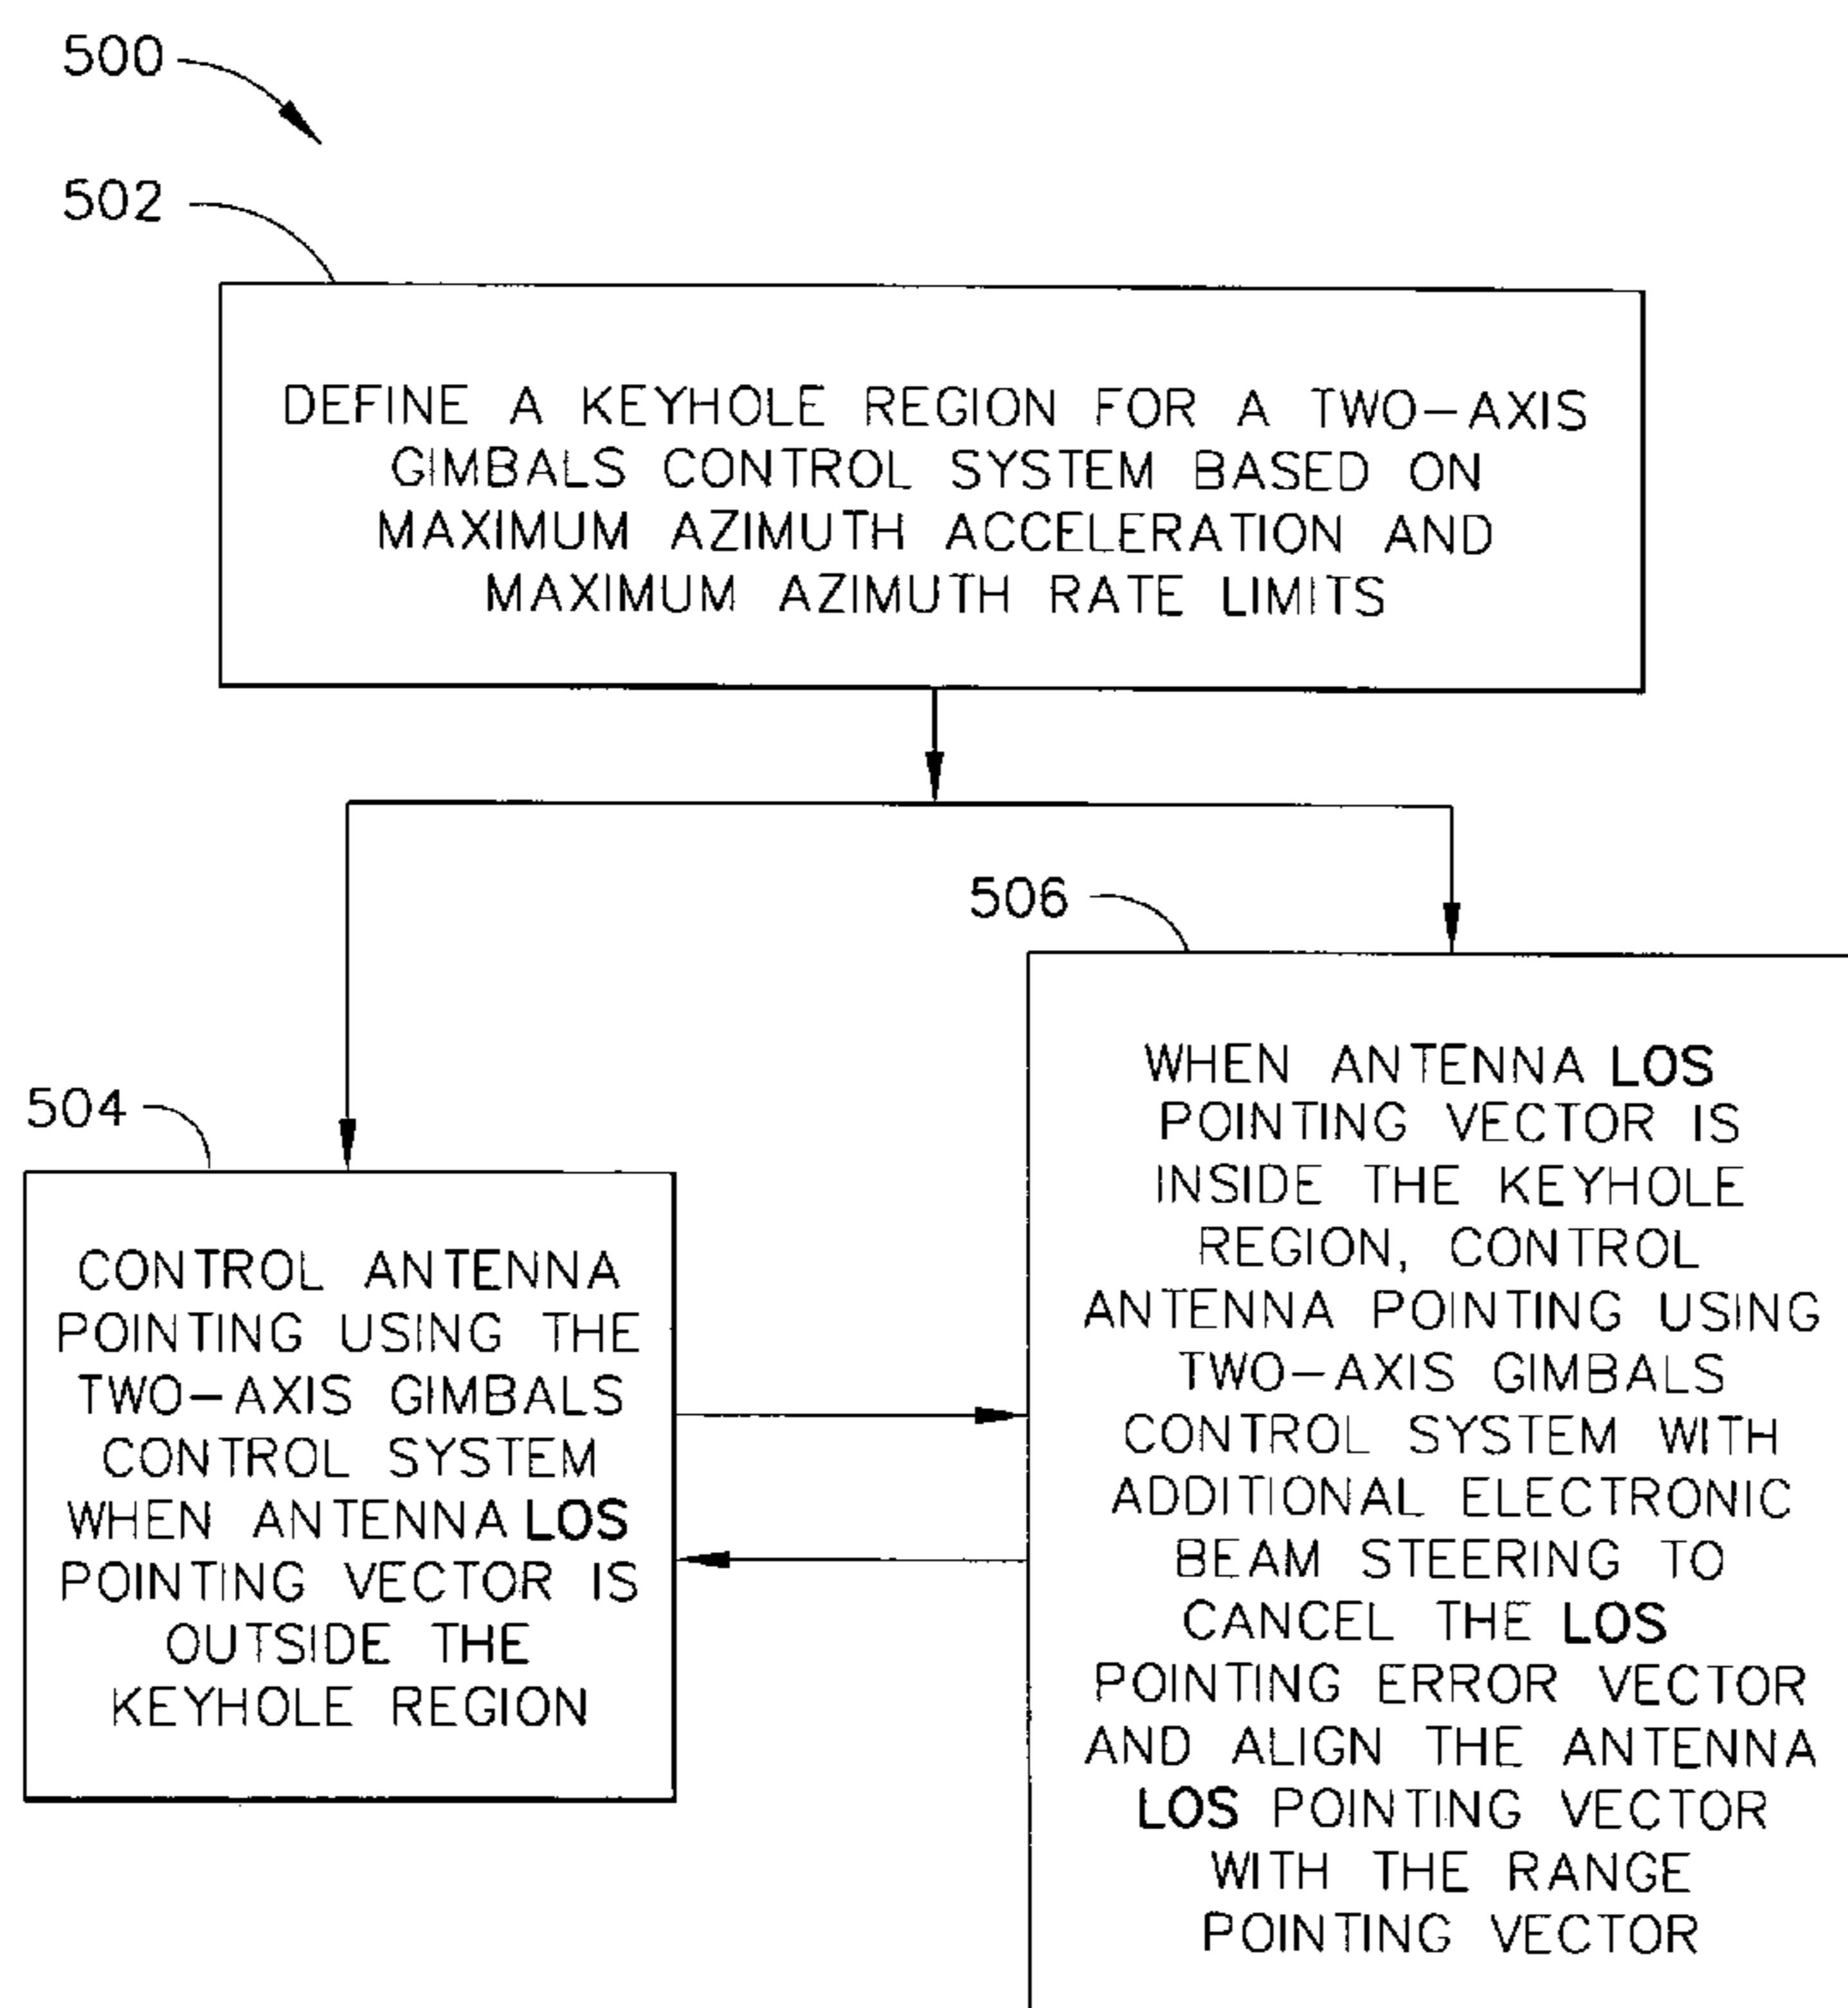 500
502
DEFINE A KEYHOLE REGION FOR A TWO-AXIS
GIMBALS CONTROL SYSTEM BASED ON
MAXIMUM AZIMUTH ACCELERATION AND
MAXIMUM AZIMUTH RATE LIMITS
504
CONTROL ANTENNA
POINTING USING THE
TWO-AXIS GIMBALS
CONTROL SYSTEM
WHEN ANTENNA LOS
POINTING VECTOR IS
OUTSIDE THE
KEYHOLE REGION
506
WHEN ANTENNA LOS
POINTING VECTOR IS
INSIDE THE KEYHOLE
REGION, CONTROL
ANTENNA POINTING USING
TWO-AXIS GIMBALS
CONTROL SYSTEM WITH
ADDITIONAL ELECTRONIC
BEAM STEERING TO
CANCEL THE LOS
POINTING ERROR VECTOR
AND ALIGN THE ANTENNA
LOS POINTING VECTOR
WITH THE RANGE
POINTING VECTOR